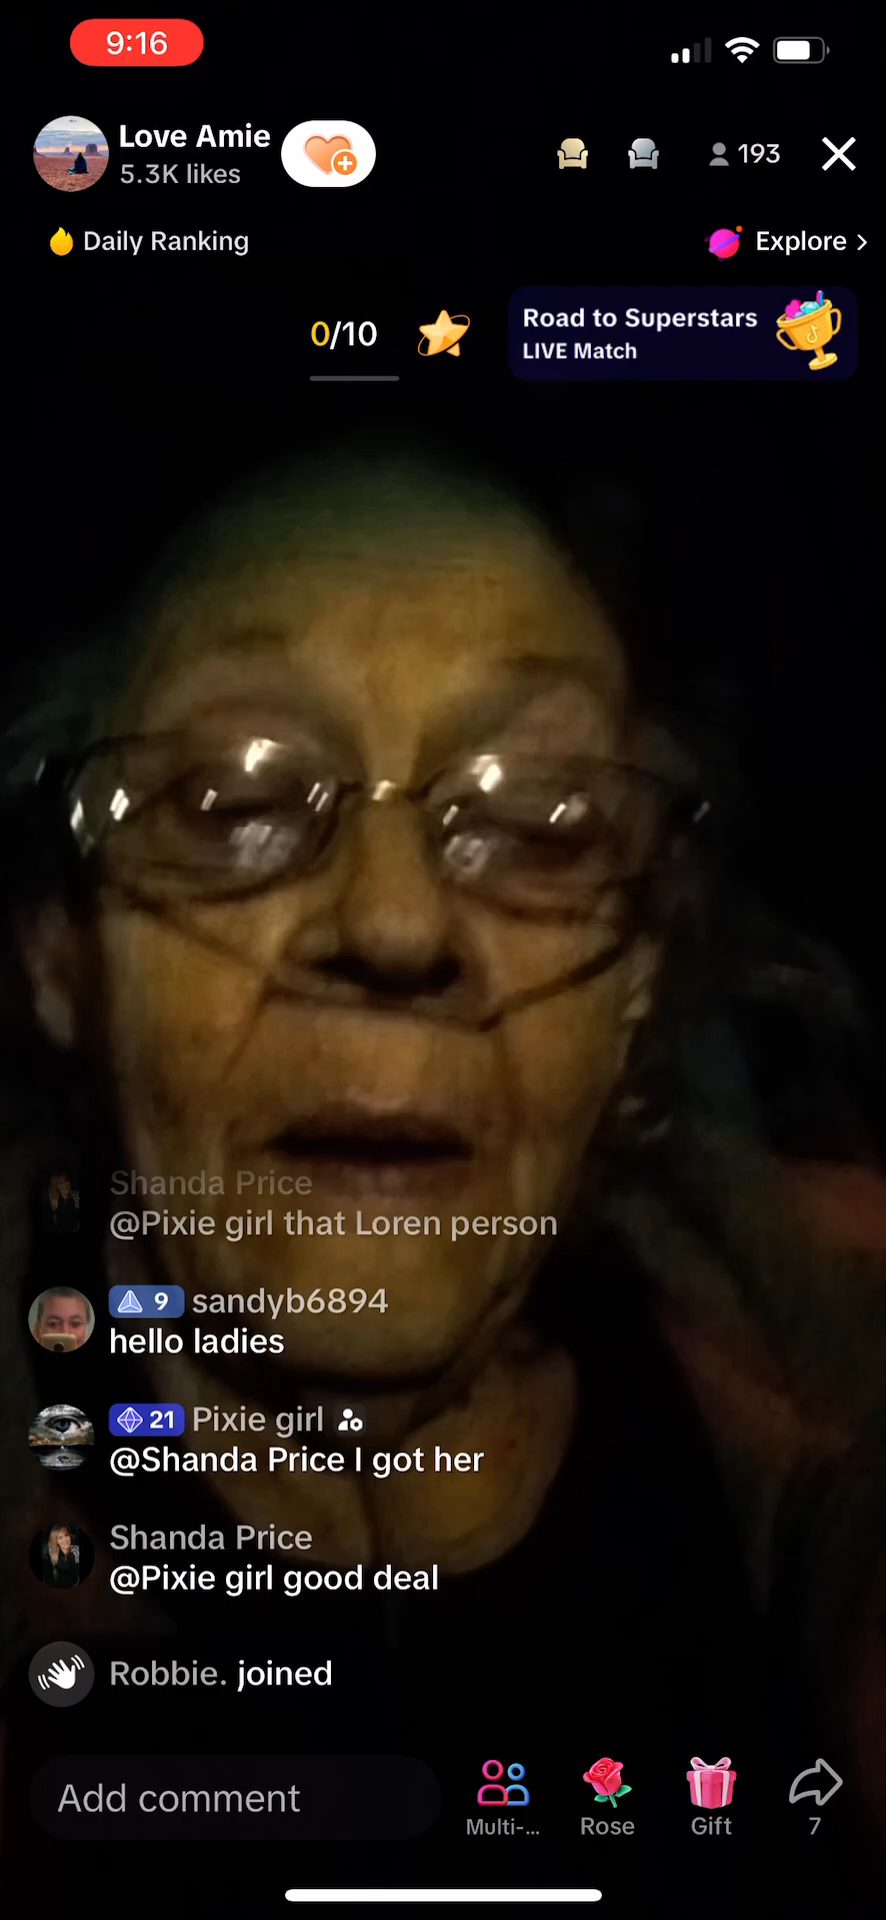 9:16
Love Amie
5.3K likes
193
Daily Ranking
Explore >
0/10
Road to Superstars
LIVE Match
Shanda Price
@Pixie girl that Loren person
9 sandyb6894
hello ladies
21 Pixie girl
@Shanda Price I got her
Shanda Price
@Pixie girl good deal
Robbie. joined
Add comment
Multi-...
Rose
Gift
7